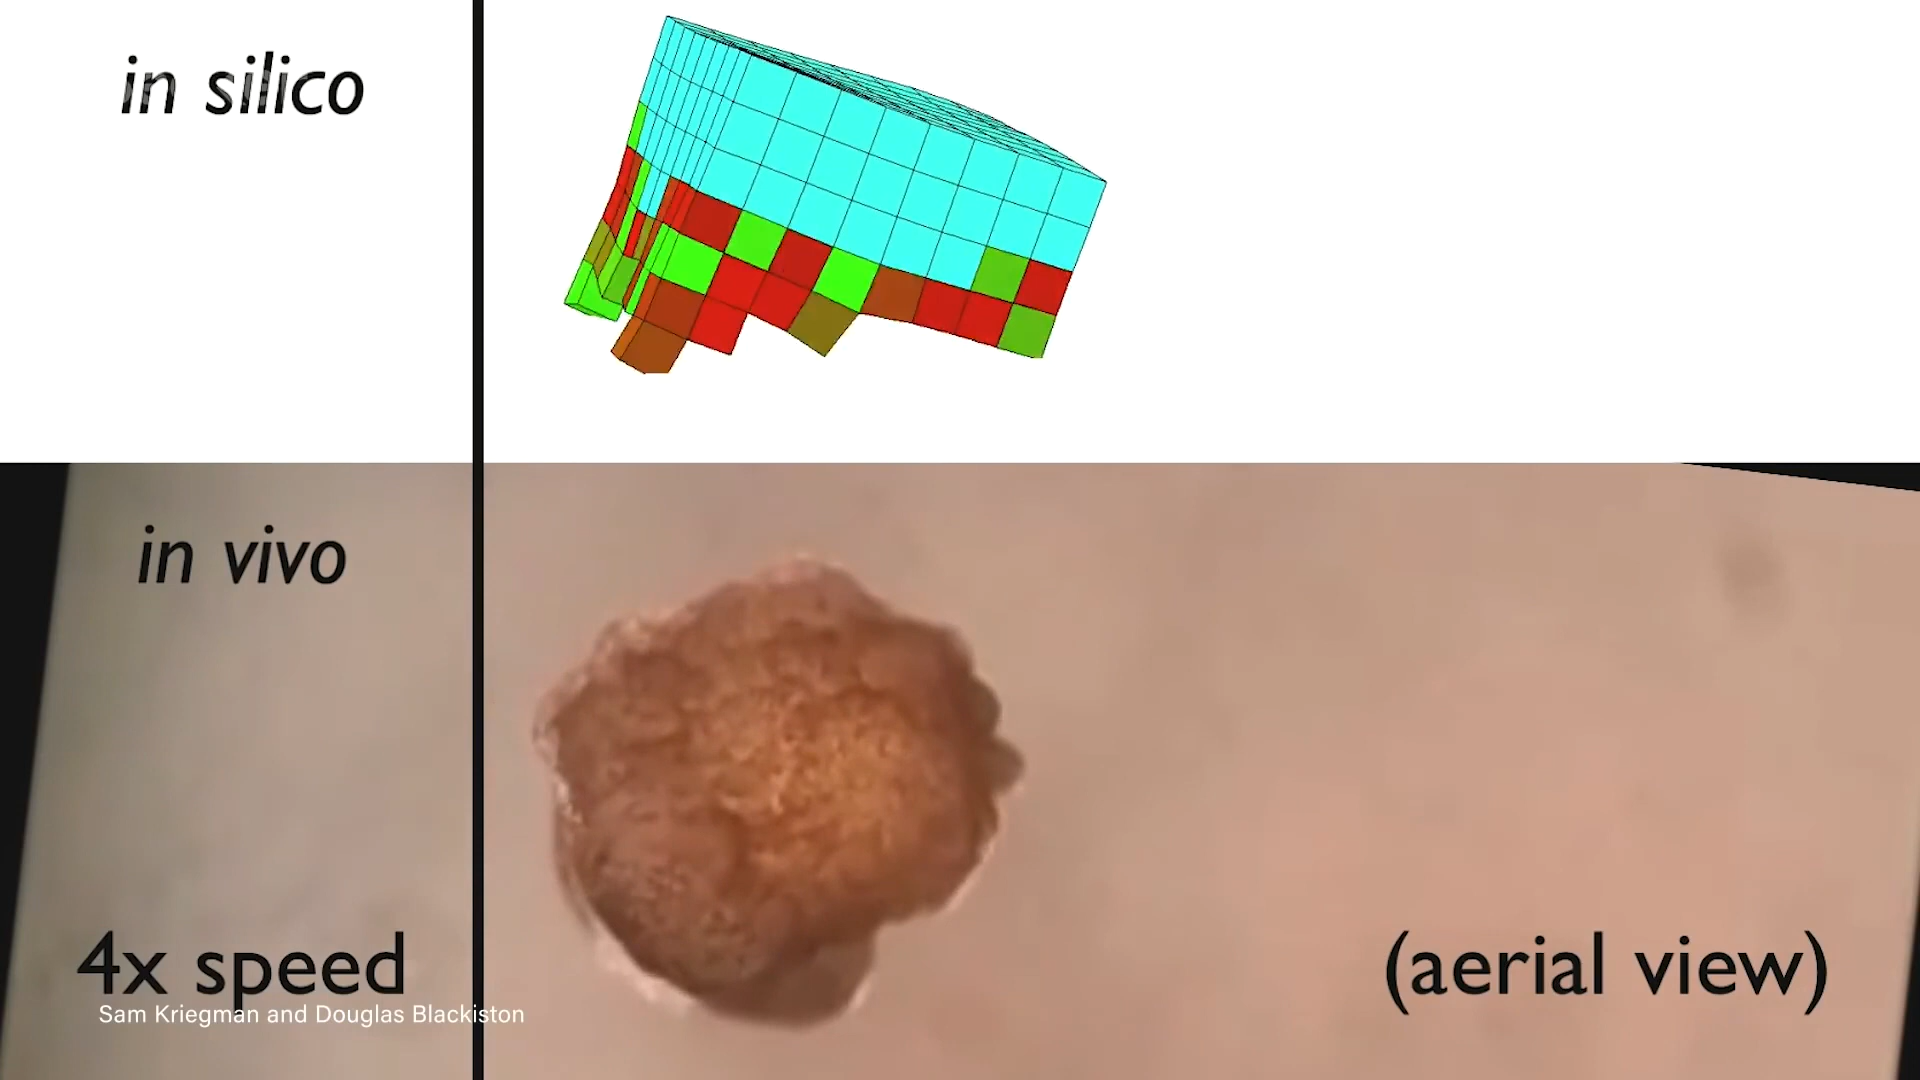 in silico
in vivo
4x speed
(aerial view)
Sam Kriegman and Douglas Blackiston